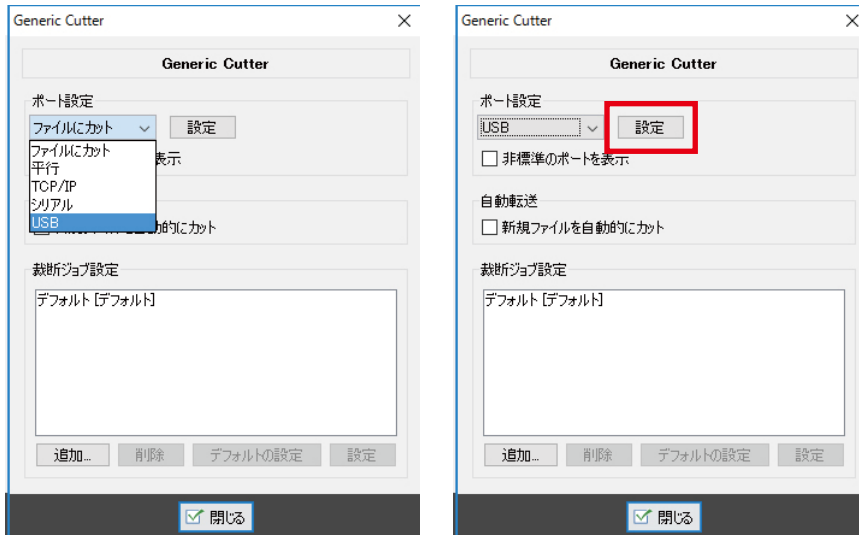 Generic Cutter
Generic Cutter
ポート設定
ファイルにカット
設定
ファイルにカット
平行
TCP/IP
シリアル
USB
表示
的にカット
裁断ジョブ設定
デフォルト [デフォルト]
追加...
削除
デフォルトの設定
設定
閉じる
Generic Cutter
Generic Cutter
ポート設定
USB
設定
非標準のポートを表示
自動転送
新規ファイルを自動的にカット
裁断ジョブ設定
デフォルト [デフォルト]
追加...
削除
デフォルトの設定
設定
閉じる